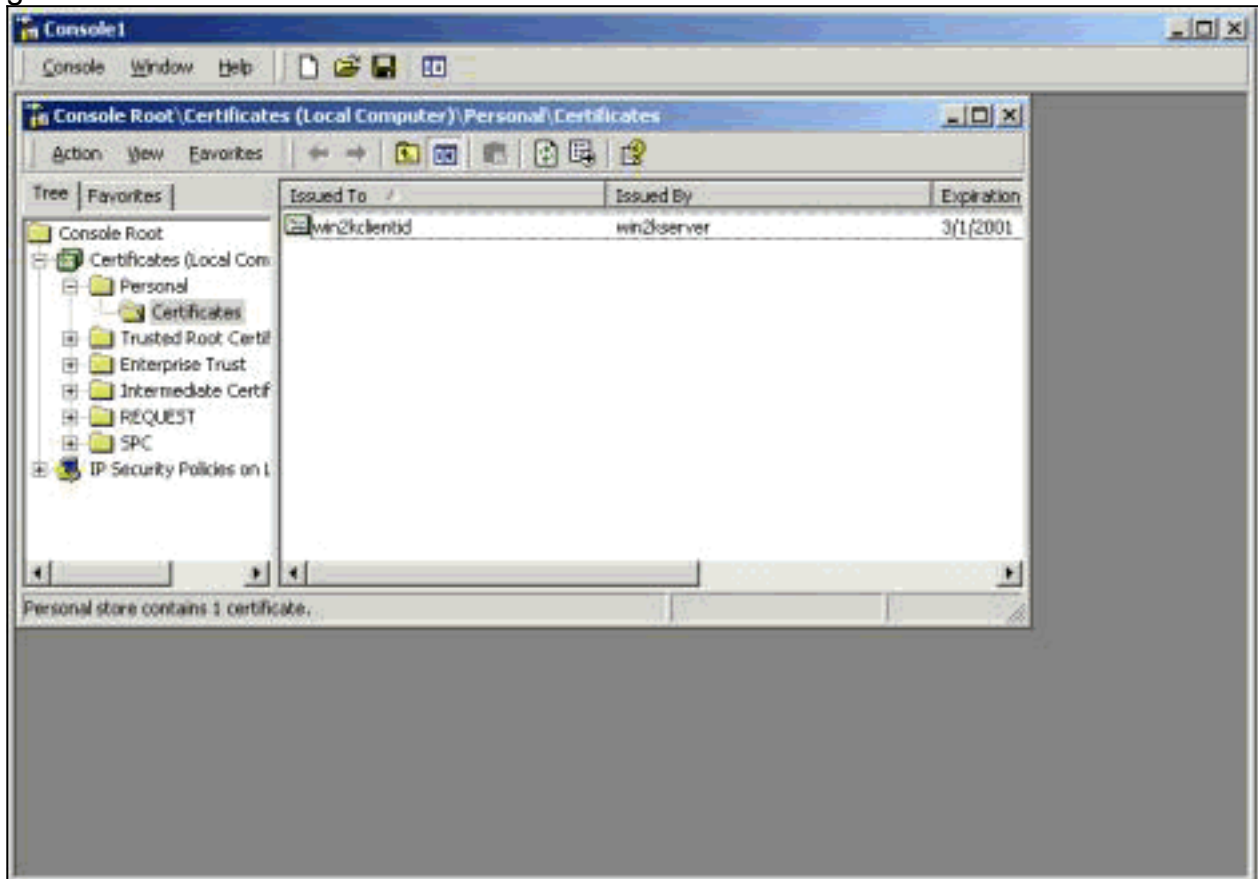 g
Console1
Console Window Help
Console Root\Certificates (Local Computer)\Personal\Certificates
Action View Favorites
Tree Favorites
Issued To Issued By Expiration
Console Root
win2kclientid win2kserver 3/1/2001
Certificates (Local Com
Personal
Certificates
Trusted Root Certif
Enterprise Trust
Intermediate Certif
REQUEST
SPC
IP Security Policies on L
Personal store contains 1 certificate.